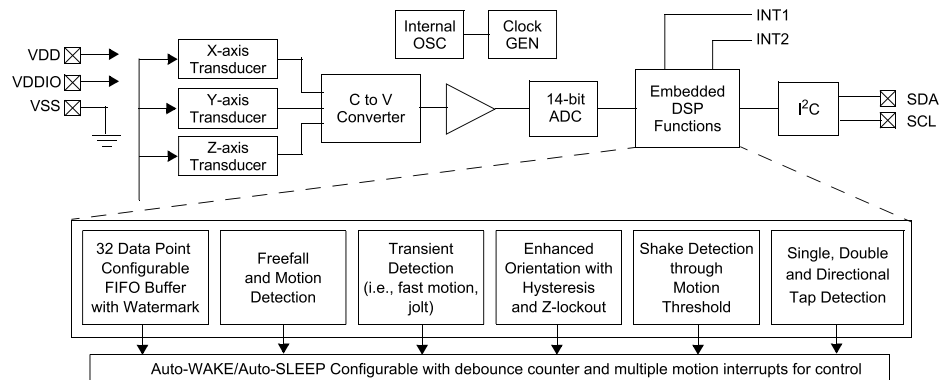 Internal
OSC
Clock
GEN
INT1
INT2
VDD
VDDIO
VSS
X-axis
Transducer
Y-axis
Transducer
Z-axis
Transducer
C to V
Converter
14-bit
ADC
Embedded
DSP
Functions
I²C
SDA
SCL
32 Data Point
Configurable
FIFO Buffer
with Watermark
Freefall
and Motion
Detection
Transient
Detection
(i.e., fast motion,
jolt)
Enhanced
Orientation with
Hysteresis
and Z-lockout
Shake Detection
through
Motion
Threshold
Single, Double
and Directional
Tap Detection
Auto-WAKE/Auto-SLEEP Configurable with debounce counter and multiple motion interrupts for control